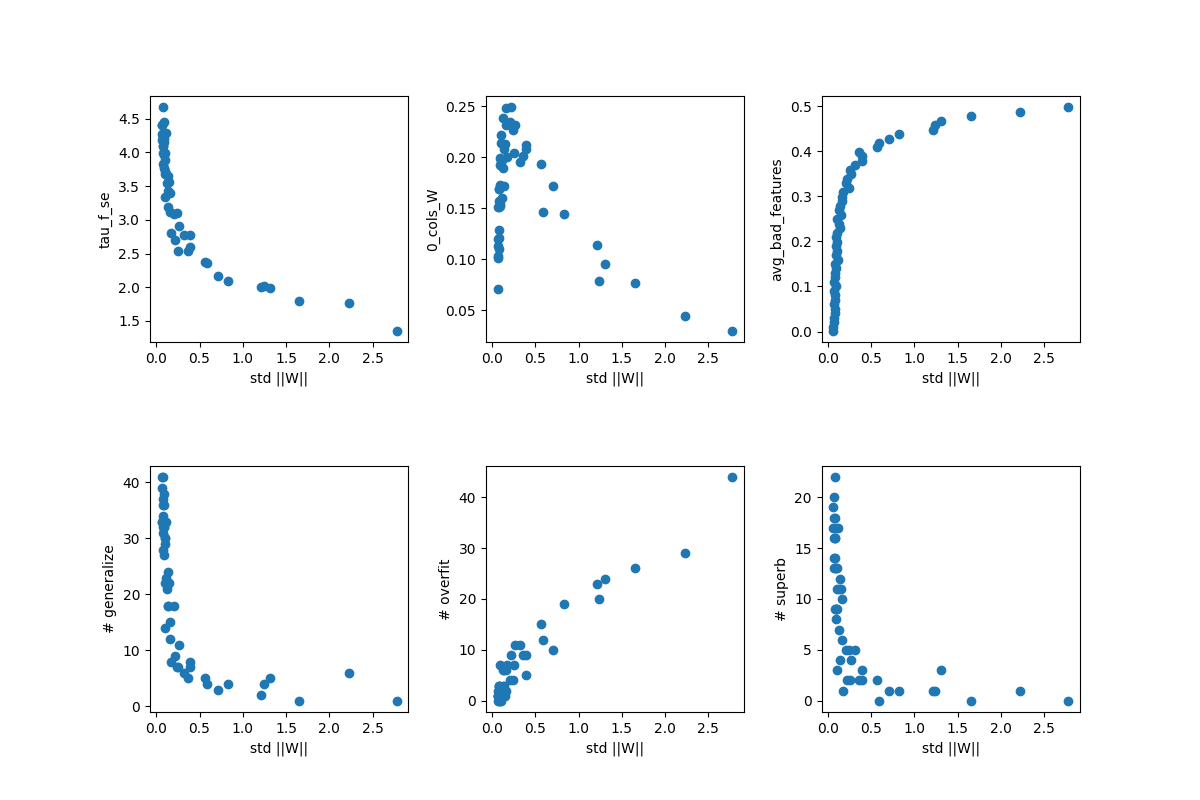 4.5
4.0
3.5
3.0
2.5
2.0
1.5
tau_f_se
0.0 0.5 1.0 1.5 2.0 2.5
std ||W||
0.25
0.20
0.15
0.10
0.05
0_cols_W
0.0 0.5 1.0 1.5 2.0 2.5
std ||W||
0.5
0.4
0.3
0.2
0.1
0.0
avg_bad_features
0.0 0.5 1.0 1.5 2.0 2.5
std ||W||
40
30
20
10
0
# generalize
0.0 0.5 1.0 1.5 2.0 2.5
std ||W||
40
30
20
10
0
# overfit
0.0 0.5 1.0 1.5 2.0 2.5
std ||W||
20
15
10
5
0
# superb
0.0 0.5 1.0 1.5 2.0 2.5
std ||W||